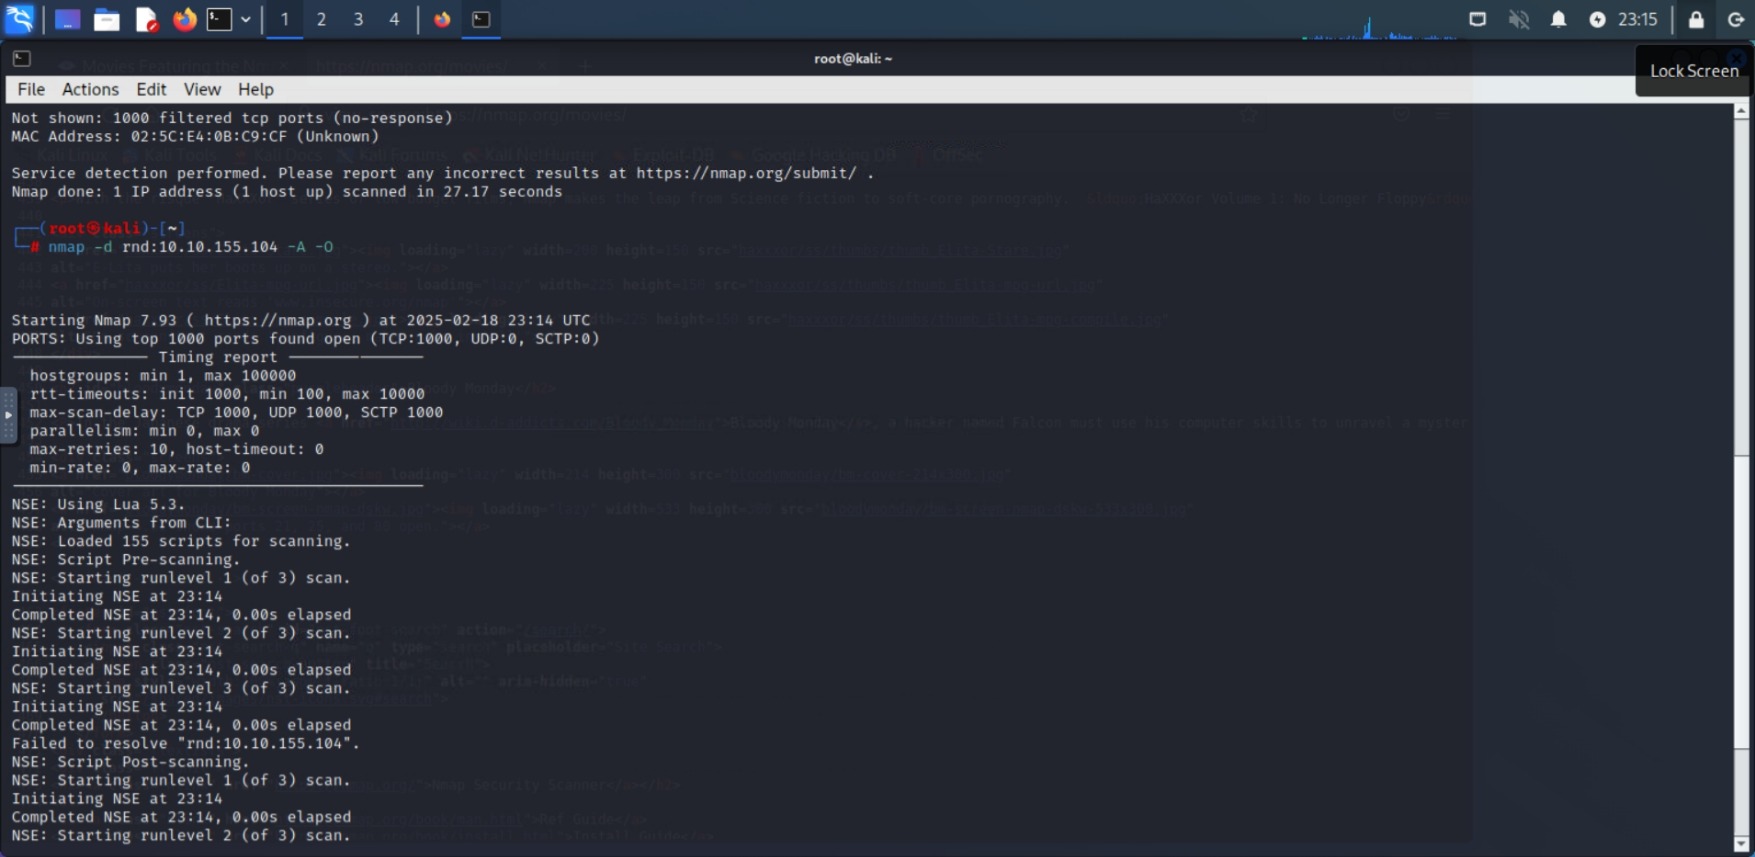 1 2 3 4 23:15
root@kali: ~
Lock Screen
File Actions Edit View Help
Not shown: 1000 filtered tcp ports (no-response)
MAC Address: 02:5C:E4:0B:C9:CF (Unknown)
Service detection performed. Please report any incorrect results at https://nmap.org/submit/ .
Nmap done: 1 IP address (1 host up) scanned in 27.17 seconds
┌──(root㉿kali)-[~]
└─# nmap -d rnd:10.10.155.104 -A -O
Starting Nmap 7.93 ( https://nmap.org ) at 2025-02-18 23:14 UTC
PORTS: Using top 1000 ports found open (TCP:1000, UDP:0, SCTP:0)
--------------- Timing report ---------------
hostgroups: min 1, max 100000
rtt-timeouts: init 1000, min 100, max 10000
max-scan-delay: TCP 1000, UDP 1000, SCTP 1000
parallelism: min 0, max 0
max-retries: 10, host-timeout: 0
min-rate: 0, max-rate: 0
---------------------------------------------
NSE: Using Lua 5.3.
NSE: Arguments from CLI:
NSE: Loaded 155 scripts for scanning.
NSE: Script Pre-scanning.
NSE: Starting runlevel 1 (of 3) scan.
Initiating NSE at 23:14
Completed NSE at 23:14, 0.00s elapsed
NSE: Starting runlevel 2 (of 3) scan.
Initiating NSE at 23:14
Completed NSE at 23:14, 0.00s elapsed
NSE: Starting runlevel 3 (of 3) scan.
Initiating NSE at 23:14
Completed NSE at 23:14, 0.00s elapsed
Failed to resolve "rnd:10.10.155.104".
NSE: Script Post-scanning.
NSE: Starting runlevel 1 (of 3) scan.
Initiating NSE at 23:14
Completed NSE at 23:14, 0.00s elapsed
NSE: Starting runlevel 2 (of 3) scan.